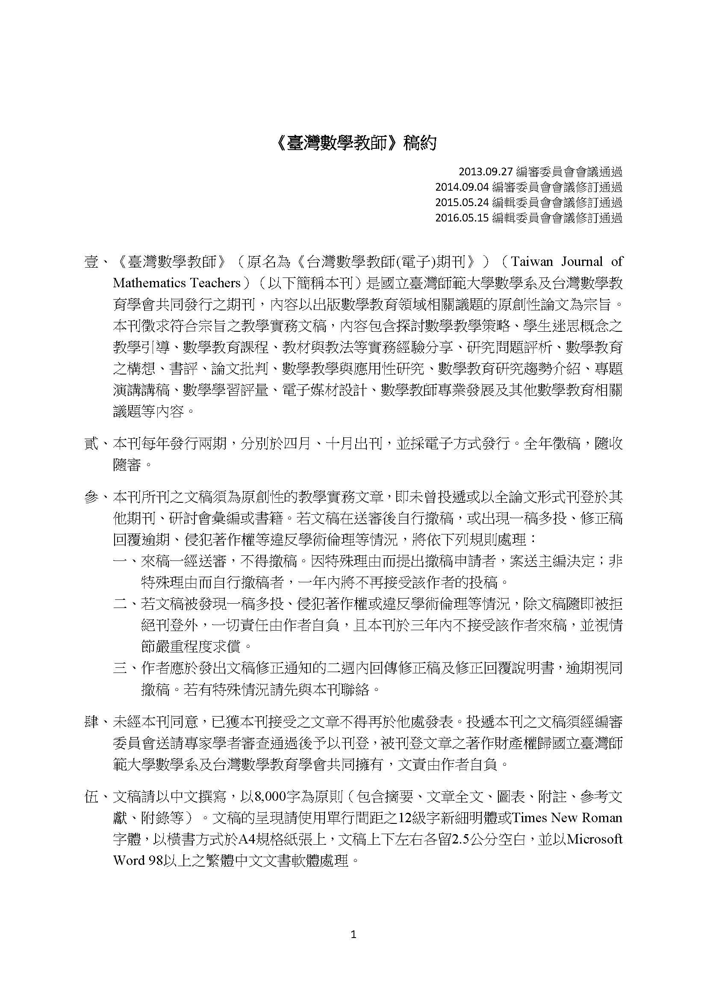 《臺灣數學教師》稿約
2013.09.27 編審委員會會議通過
2014.09.04 編審委員會會議修訂通過
2015.05.24 編輯委員會會議修訂通過
2016.05.15 編輯委員會會議修訂通過
壹、《臺灣數學教師》（原名為《台灣數學教師(電子)期刊》）（Taiwan Journal of
Mathematics Teachers）（以下簡稱本刊）是國立臺灣師範大學數學系及台灣數學教
育學會共同發行之期刊，內容以出版數學教育領域相關議題的原創性論文為宗旨。
本刊徵求符合宗旨之教學實務文稿，內容包含探討數學教學策略、學生迷思概念之
教學引導、數學教育課程、教材與教法等實務經驗分享、研究問題評析、數學教育
之構想、書評、論文批判、數學教學與應用性研究、數學教育研究趨勢介紹、專題
演講講稿、數學學習評量、電子媒材設計、數學教師專業發展及其他數學教育相關
議題等內容。
貳、本刊每年發行兩期，分別於四月、十月出刊，並採電子方式發行。全年徵稿，隨收
隨審。
參、本刊所刊之文稿須為原創性的教學實務文章，即未曾投遞或以全論文形式刊登於其
他期刊、研討會彙編或書籍。若文稿在送審後自行撤稿，或出現一稿多投、修正稿
回覆逾期、侵犯著作權等違反學術倫理等情況，將依下列規則處理：
一、來稿一經送審，不得撤稿。因特殊理由而提出撤稿申請者，案送主編決定；非
特殊理由而自行撤稿者，一年內將不再接受該作者的投稿。
二、若文稿被發現一稿多投、侵犯著作權或違反學術倫理等情況，除文稿隨即被拒
絕刊登外，一切責任由作者自負，且本刊於三年內不接受該作者來稿，並視情
節嚴重程度求償。
三、作者應於發出文稿修正通知的二週內回傳修正稿及修正回覆說明書，逾期視同
撤稿。若有特殊情況請先與本刊聯絡。
肆、未經本刊同意，已獲本刊接受之文章不得再於他處發表。投遞本刊之文稿須經編審
委員會送請專家學者審查通過後予以刊登，被刊登文章之著作財產權歸國立臺灣師
範大學數學系及台灣數學教育學會共同擁有，文責由作者自負。
伍、文稿請以中文撰寫，以8,000字為原則（包含摘要、文章全文、圖表、附註、參考文
獻、附錄等）。文稿的呈現請使用單行間距之12級字新細明體或Times New Roman
字體，以橫書方式於A4規格紙張上，文稿上下左右各留2.5公分空白，並以Microsoft
Word 98以上之繁體中文文書軟體處理。
1